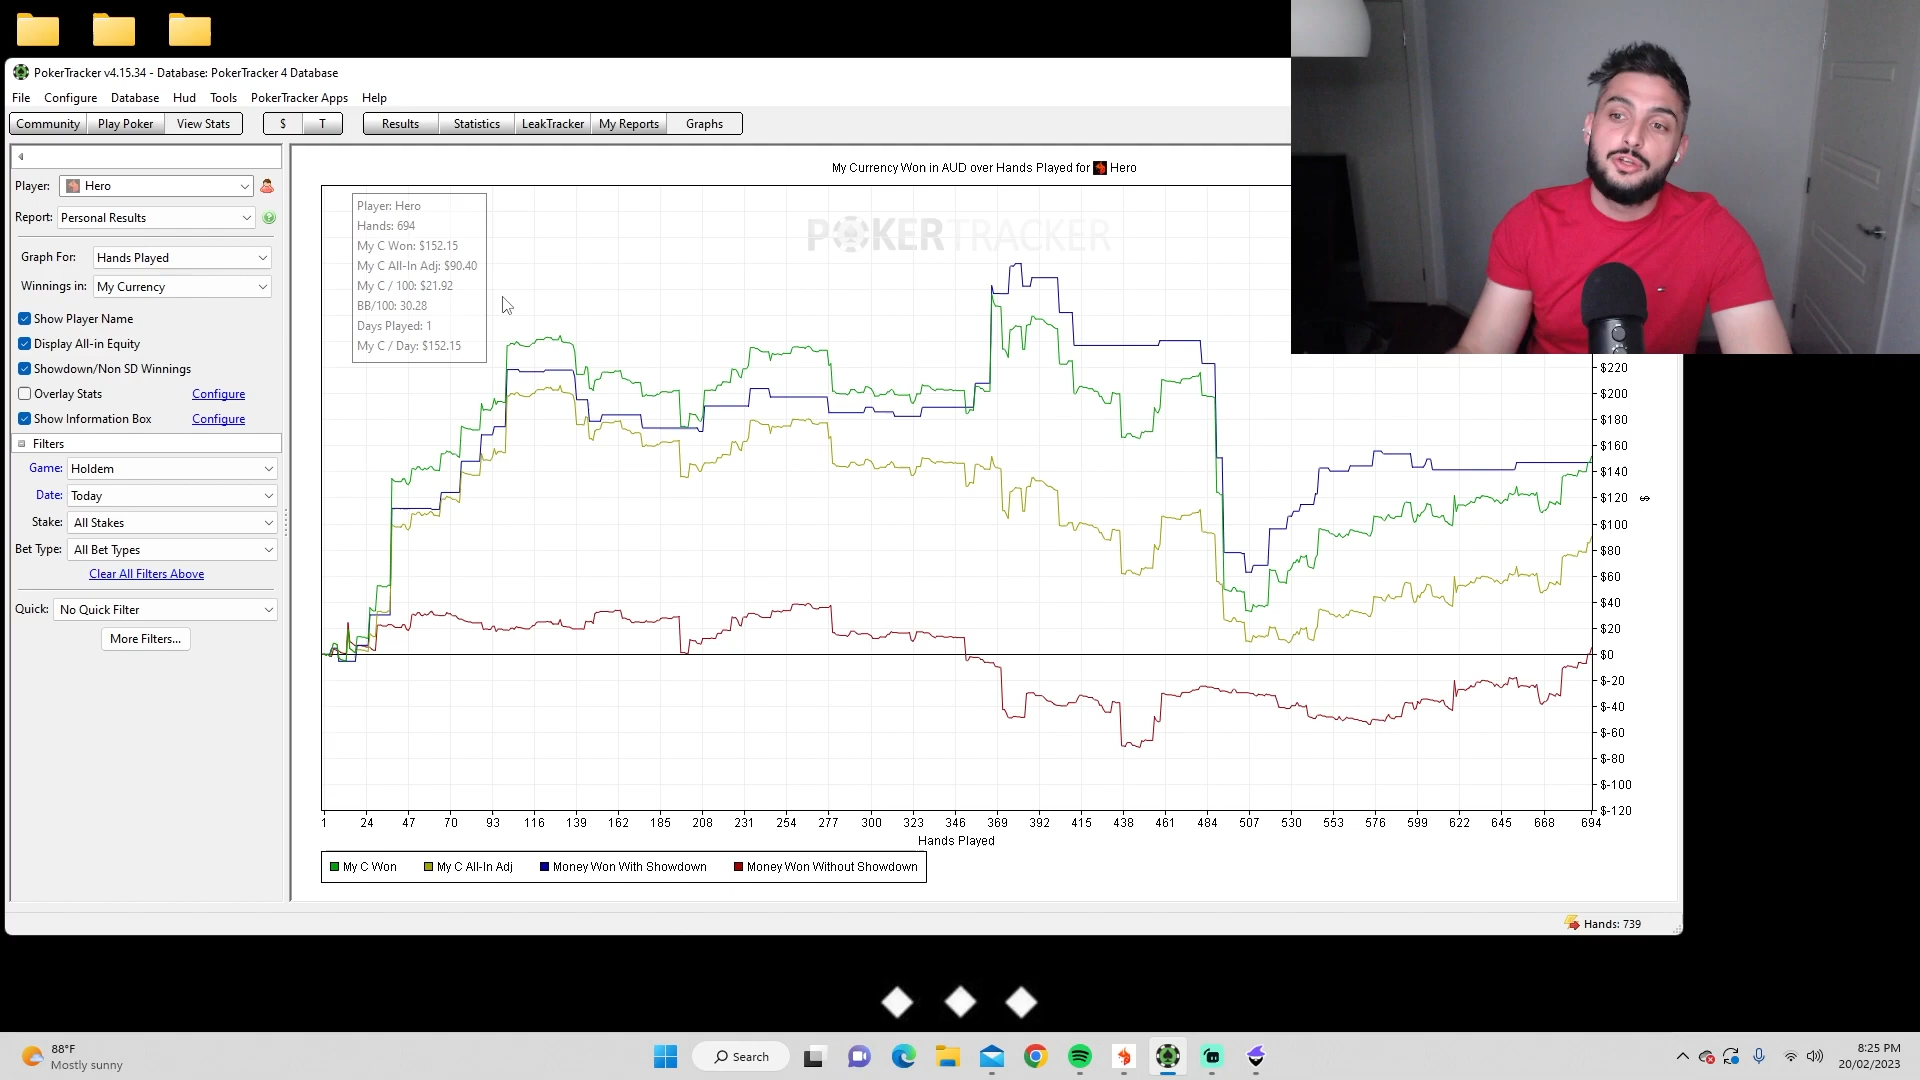 PokerTracker v4.15.34 - Database: PokerTracker 4 Database
File Configure Database Hud Tools PokerTracker Apps Help
Community Play Poker View Stats $ T Results Statistics LeakTracker My Reports Graphs
My Currency Won in AUD over Hands Played for Hero
Player: Hero
Report: Personal Results
Graph For: Hands Played
Winnings in: My Currency
Show Player Name
Display All-in Equity
Showdown/Non SD Winnings
Overlay Stats Configure
Show Information Box Configure
Filters
Game: Holdem
Date: Today
Stake: All Stakes
Bet Type: All Bet Types
Clear All Filters Above
Quick: No Quick Filter
More Filters...
Player: Hero
Hands: 694
My C Won: $152.15
My C All-In Adj: $90.40
My C / 100: $21.92
BB/100: 30.28
Days Played: 1
My C / Day: $152.15
POKERTRACKER
$220
$200
$180
$160
$140
$120
$100
$80
$60
$40
$20
$0
$-20
$-40
$-60
$-80
$-100
$-120
$
1 24 47 70 93 116 139 162 185 208 231 254 277 300 323 346 369 392 415 438 461 484 507 530 553 576 599 622 645 668 694
Hands Played
My C Won My C All-In Adj Money Won With Showdown Money Won Without Showdown
Hands: 739
88°F
Mostly sunny
Search
8:25 PM
20/02/2023